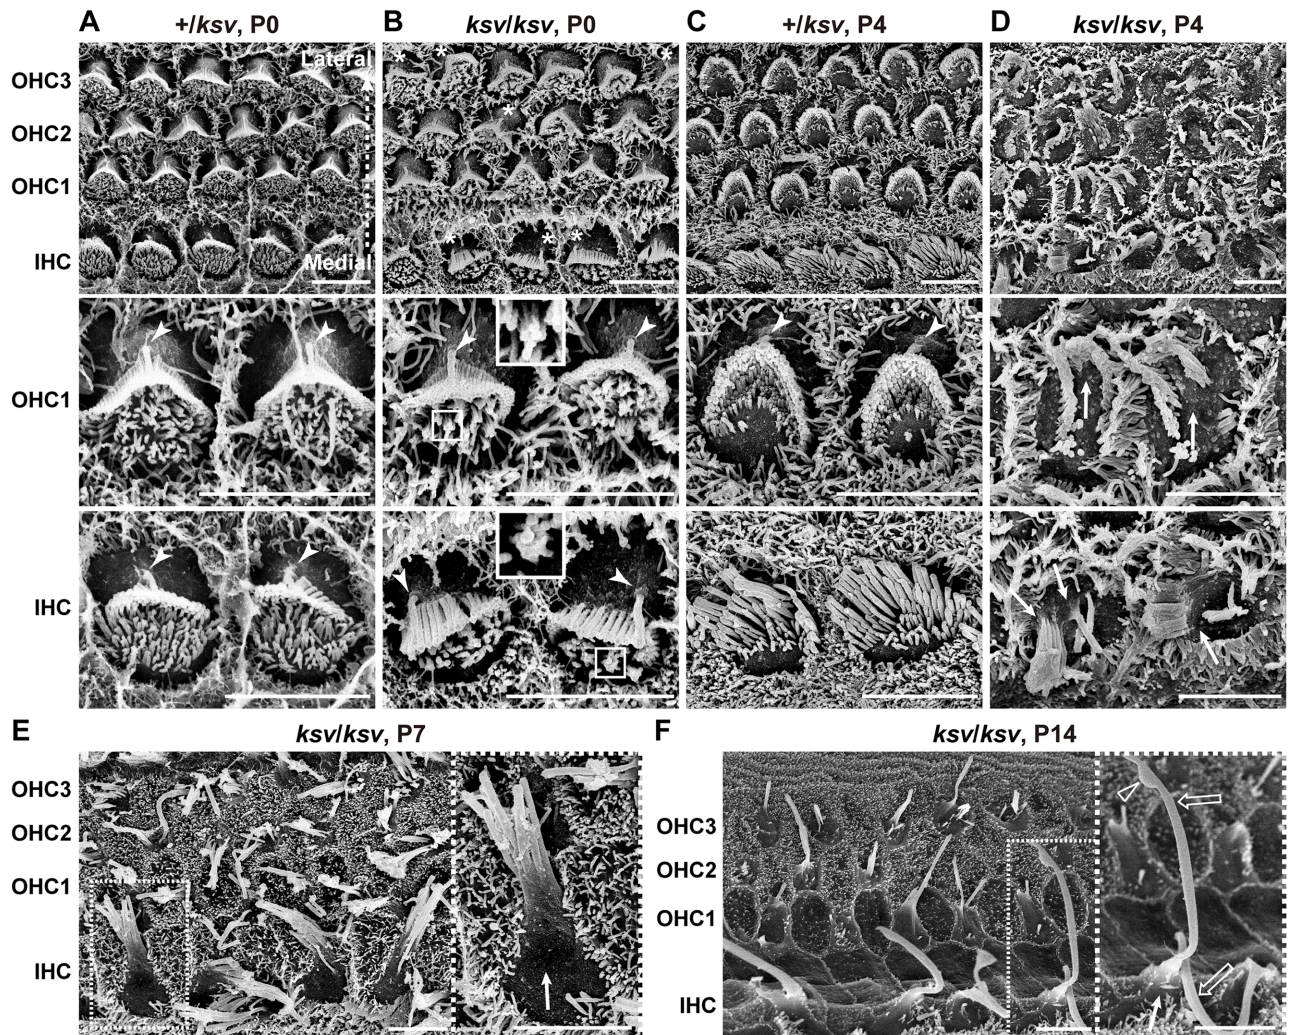 A
+/ksv, P0
B
ksv/ksv, P0
C
+/ksv, P4
D
ksv/ksv, P4
Lateral
OHC3
OHC2
OHC1
IHC
Medial
OHC1
IHC
E
ksv/ksv, P7
F
ksv/ksv, P14
OHC3
OHC2
OHC1
IHC
OHC3
OHC2
OHC1
IHC